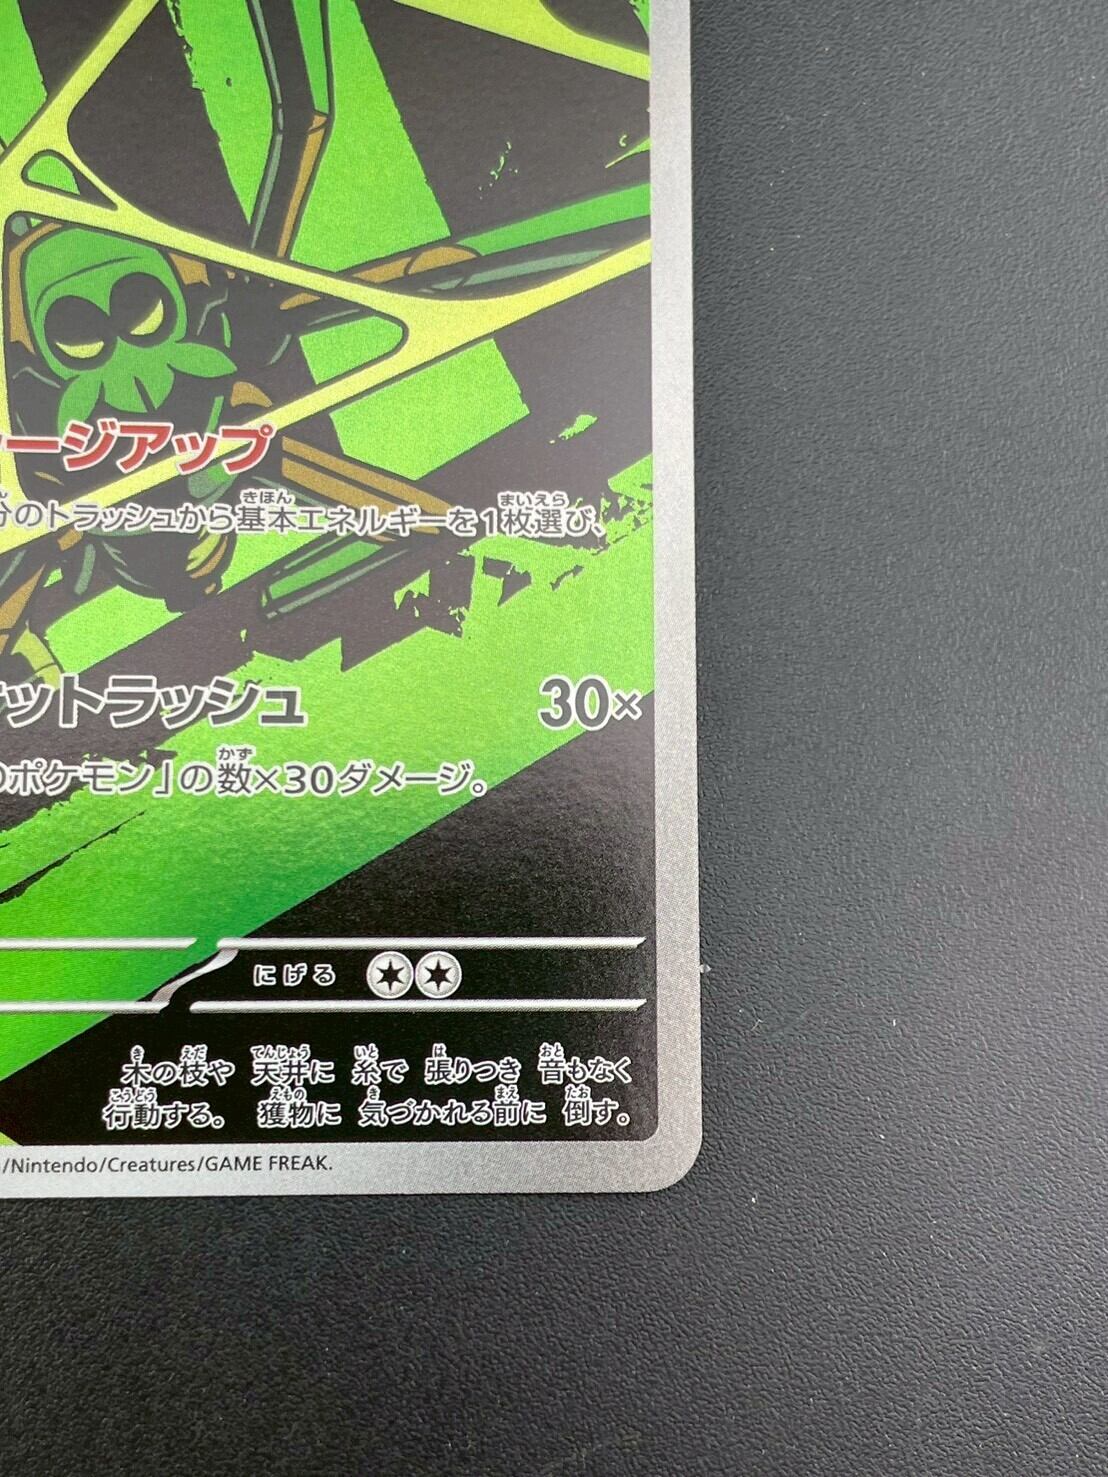 ージアップ
分のトラッシュから基本エネルギーを1枚選び、
ットラッシュ 30×
のポケモン」の数×30ダメージ。
にげる
木の枝や 天井に 糸で 張りつき 音もなく
行動する。 獲物に 気づかれる前に 倒す。
/Nintendo/Creatures/GAME FREAK.